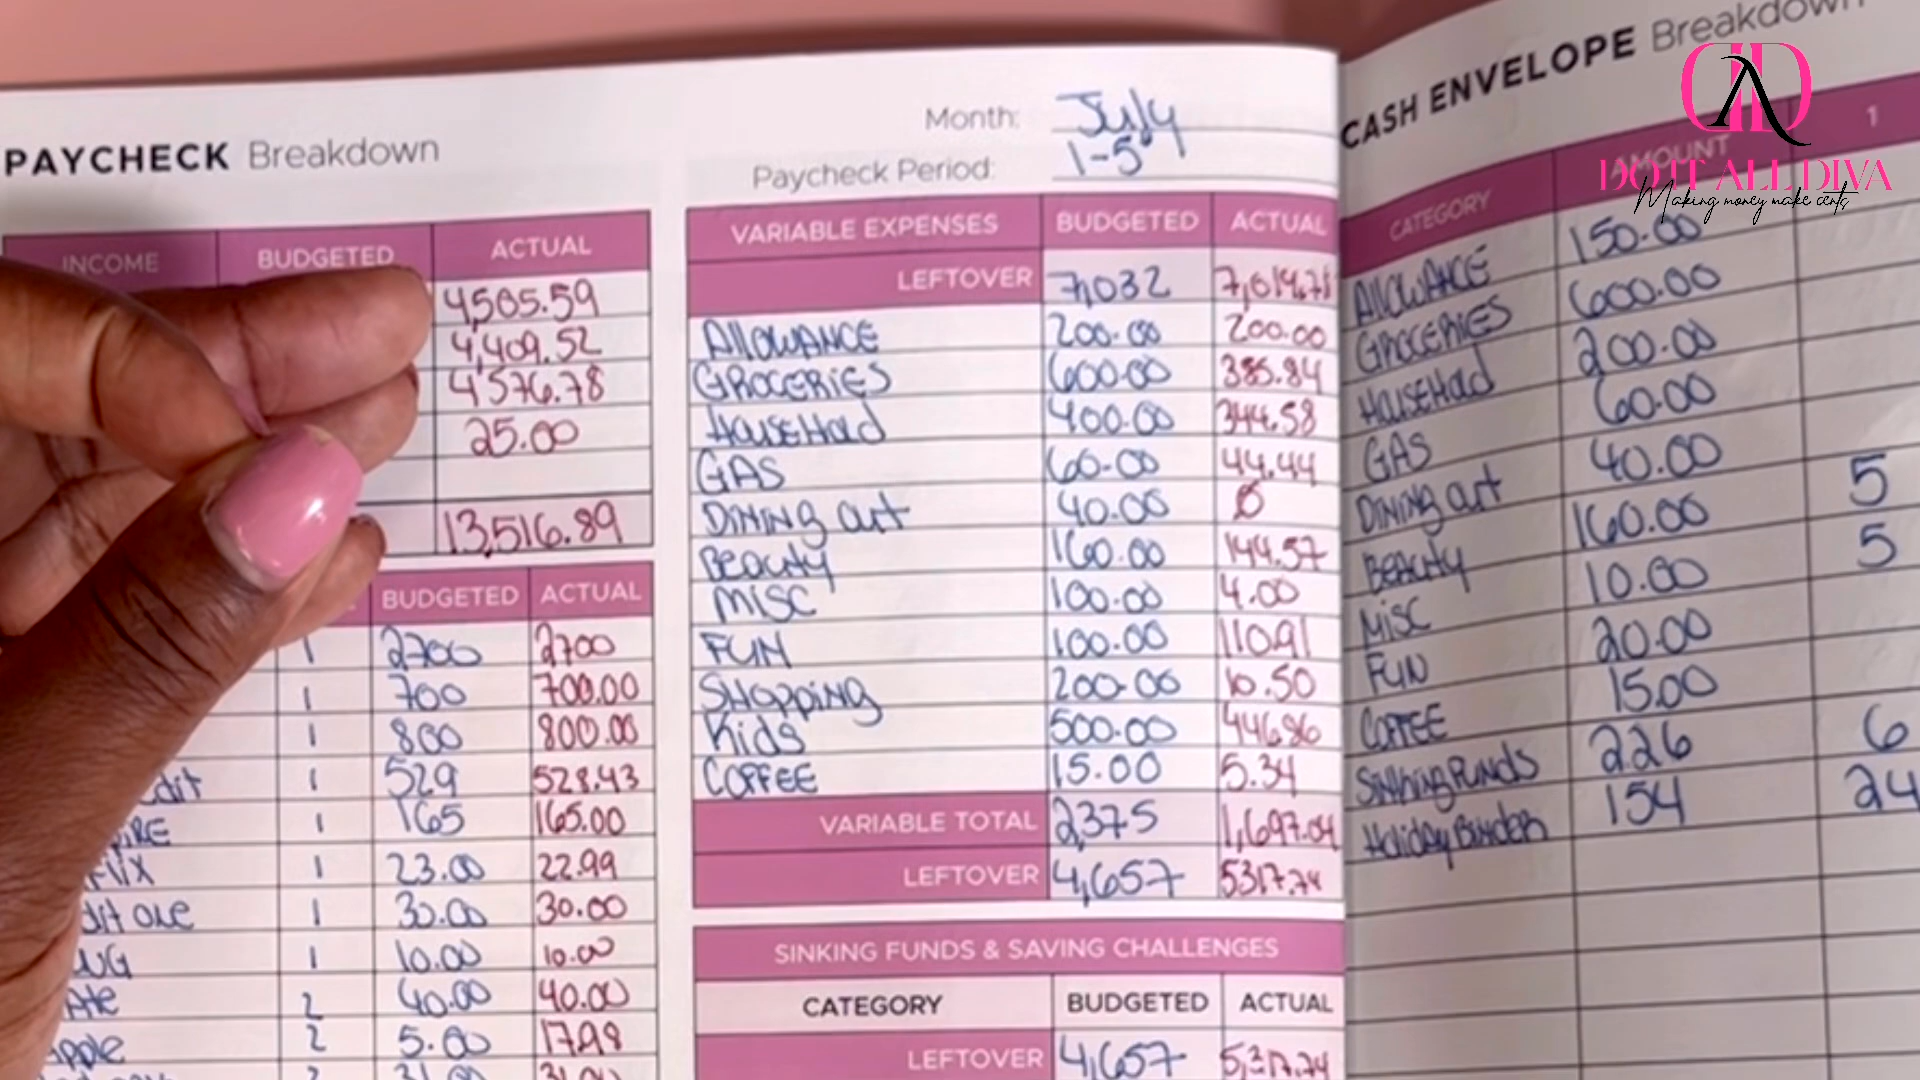 PAYCHECK Breakdown
Month: July
Paycheck Period: 1-5
INCOME BUDGETED ACTUAL
4,505.59
4,409.52
4,576.78
25.00
13,516.89
BUDGETED ACTUAL
1 2700 2700
1 700 700.00
1 800 800.00
1 529 528.43
1 165 165.00
1 23.00 22.99
1 30.00 30.00
1 10.00 10.00
2 40.00 40.00
2 5.00 17.98
VARIABLE EXPENSES BUDGETED ACTUAL
LEFTOVER 7,032
Allowance 200.00 200.00
Groceries 600.00 385.84
Household 400.00 344.58
GAS 60.00 44.44
Dining out 40.00 0
Beauty 160.00 144.57
MISC 100.00 4.00
FUN 100.00 110.91
Shopping 200.00 10.50
Kids 500.00 446.86
COFFEE 15.00 5.34
VARIABLE TOTAL 2,375 1,697.04
LEFTOVER 4,657 5317.74
SINKING FUNDS & SAVING CHALLENGES
CATEGORY BUDGETED ACTUAL
LEFTOVER 4,657 5,317.74
CASH ENVELOPE Breakdown
CATEGORY AMOUNT 1
Allowance 150.00
Groceries 600.00
Household 200.00
GAS 60.00
Dining out 40.00 5
Beauty 160.00 5
Misc 10.00
FUN 20.00
COFFEE 15.00
Sinking Funds 226 6
Holiday Binder 154 24
DO IT ALL DIVA
Making money make cents